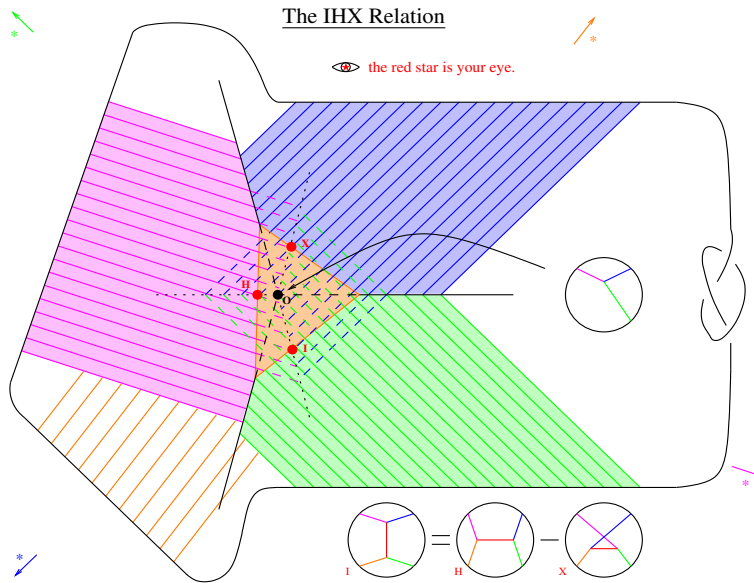 The IHX Relation
*
*
the red star is your eye.
X
H
O
I
*
*
=
−
I
H
X